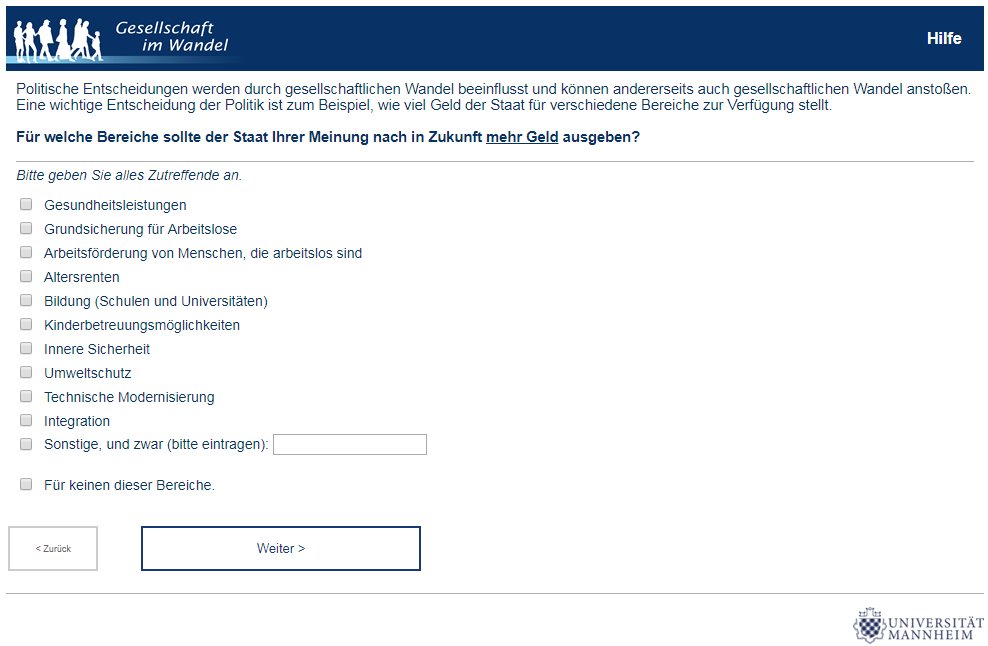 Gesellschaft
im Wandel
Hilfe
Politische Entscheidungen werden durch gesellschaftlichen Wandel beeinflusst und können andererseits auch gesellschaftlichen Wandel anstoßen.
Eine wichtige Entscheidung der Politik ist zum Beispiel, wie viel Geld der Staat für verschiedene Bereiche zur Verfügung stellt.
Für welche Bereiche sollte der Staat Ihrer Meinung nach in Zukunft mehr Geld ausgeben?
Bitte geben Sie alles Zutreffende an.
Gesundheitsleistungen
Grundsicherung für Arbeitslose
Arbeitsförderung von Menschen, die arbeitslos sind
Altersrenten
Bildung (Schulen und Universitäten)
Kinderbetreuungsmöglichkeiten
Innere Sicherheit
Umweltschutz
Technische Modernisierung
Integration
Sonstige, und zwar (bitte eintragen):
Für keinen dieser Bereiche.
< Zurück
Weiter >
UNIVERSITÄT
MANNHEIM